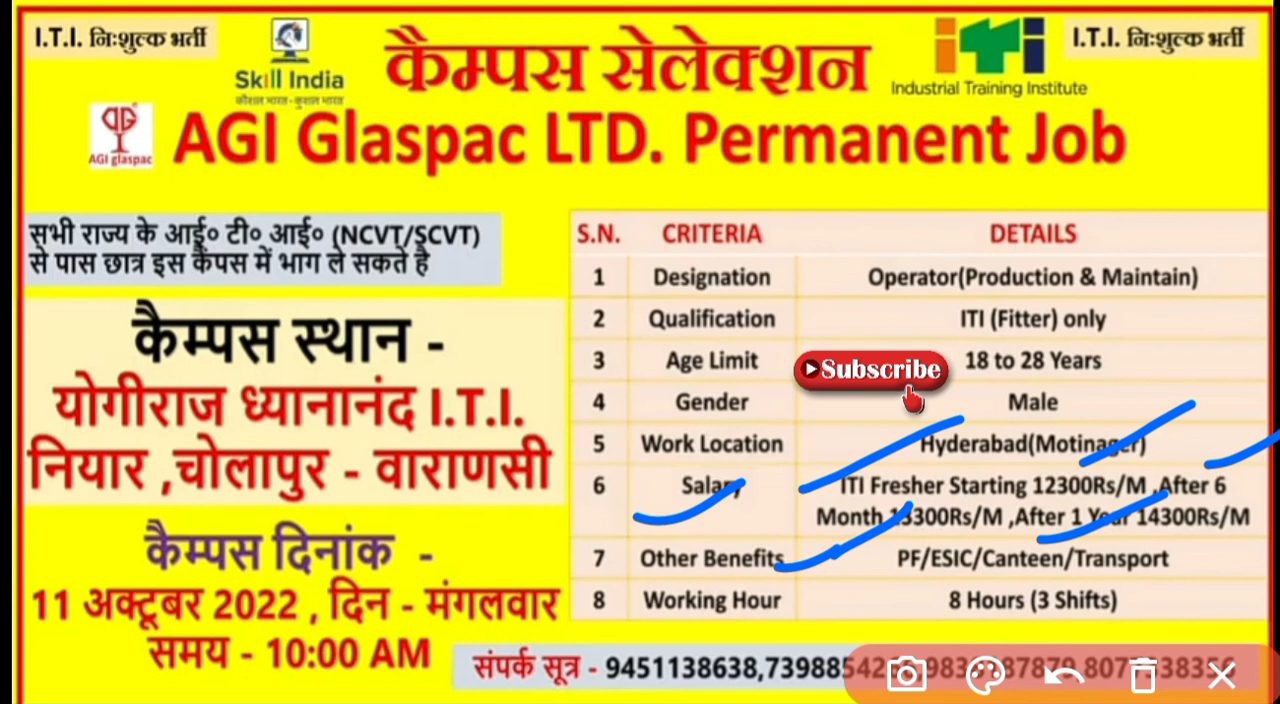 I.T.I. निःशुल्क भर्ती
Skill India
कौशल भारत-कुशल भारत
कैम्पस सेलेक्शन
iTi
Industrial Training Institute
I.T.I. निःशुल्क भर्ती
AGI glaspac
AGI Glaspac LTD. Permanent Job
सभी राज्य के आई० टी० आई० (NCVT/SCVT)
से पास छात्र इस कैंपस में भाग ले सकते है
कैम्पस स्थान -
योगीराज ध्यानानंद I.T.I.
नियार ,चोलापुर - वाराणसी
कैम्पस दिनांक -
11 अक्टूबर 2022 , दिन - मंगलवार
समय - 10:00 AM
S.N. CRITERIA DETAILS
1 Designation Operator(Production & Maintain)
2 Qualification ITI (Fitter) only
3 Age Limit 18 to 28 Years
Subscribe
4 Gender Male
5 Work Location Hyderabad(Motinager)
6 Salary ITI Fresher Starting 12300Rs/M ,After 6
Month 13300Rs/M ,After 1 Year 14300Rs/M
7 Other Benefits PF/ESIC/Canteen/Transport
8 Working Hour 8 Hours (3 Shifts)
संपर्क सूत्र - 9451138638,